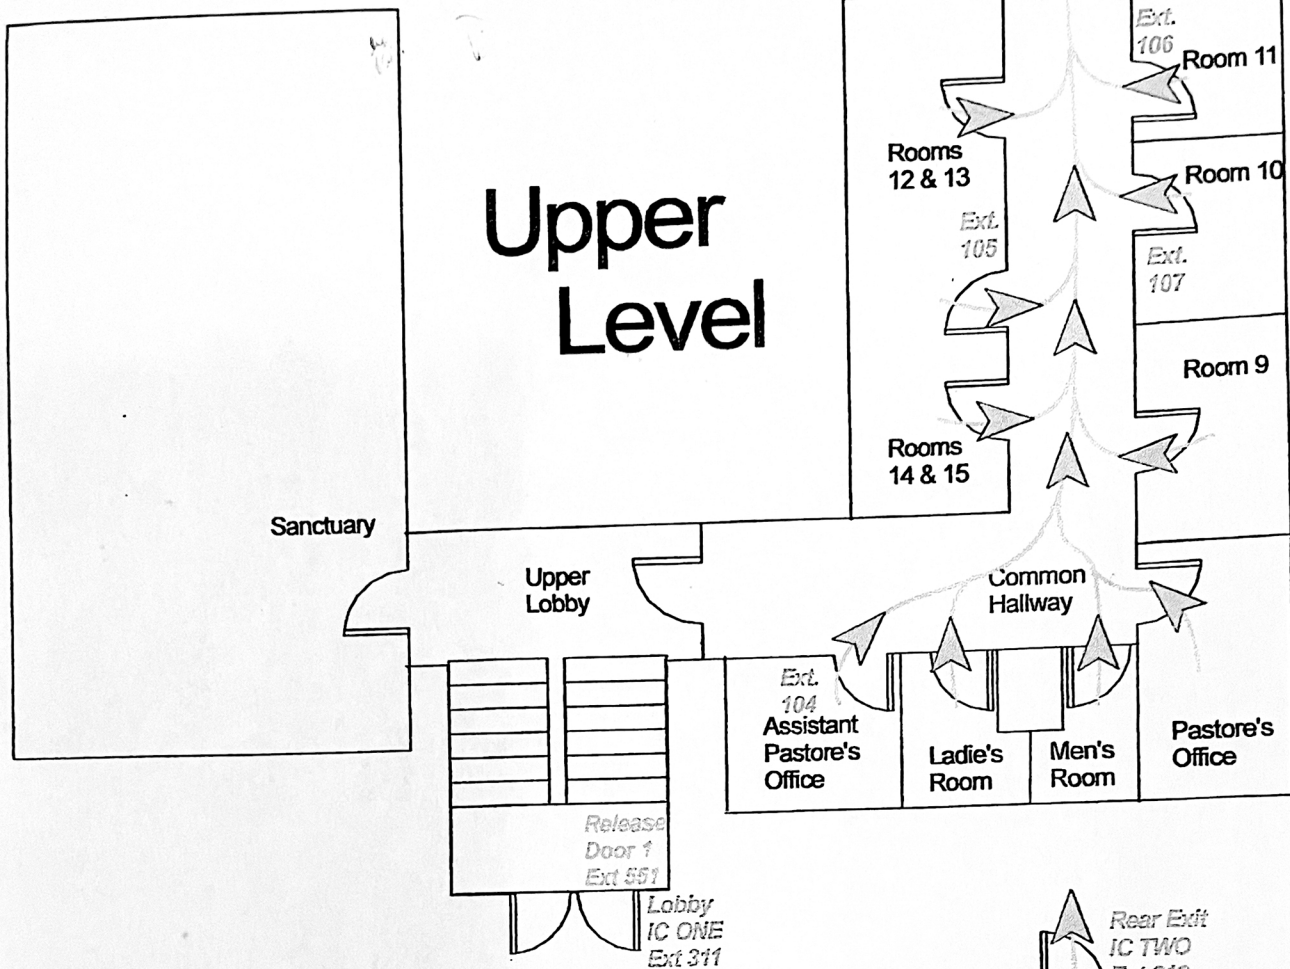 Ext.
106
Room 11
Rooms
12 & 13
Room 10
Upper
Level
Ext.
105
Ext.
107
Room 9
Rooms
14 & 15
Sanctuary
Upper
Lobby
Common
Hallway
Ext.
104
Assistant
Pastore's
Office
Ladie's
Room
Men's
Room
Pastore's
Office
Release
Door 1
Ext 551
Lobby
IC ONE
Ext 311
Rear Exit
IC TWO